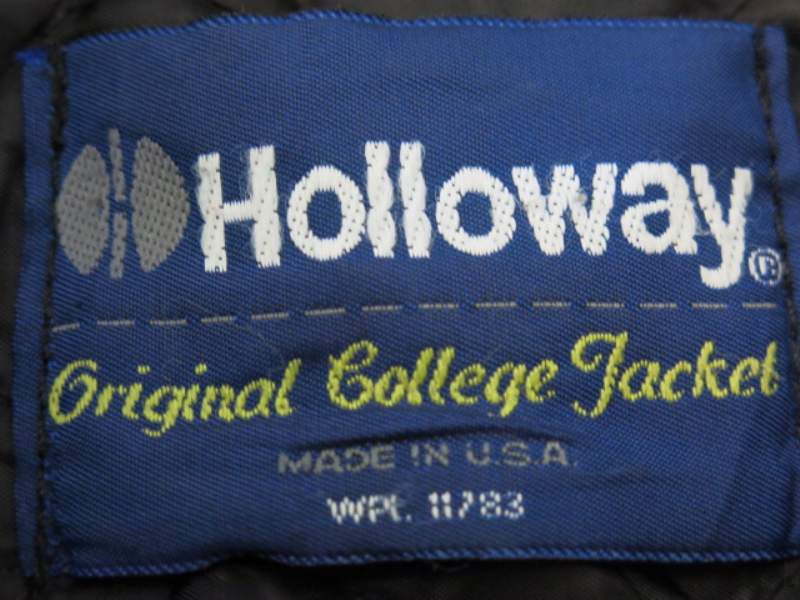 Holloway®
Original College Jacket
MADE IN U.S.A.
WPL 11783